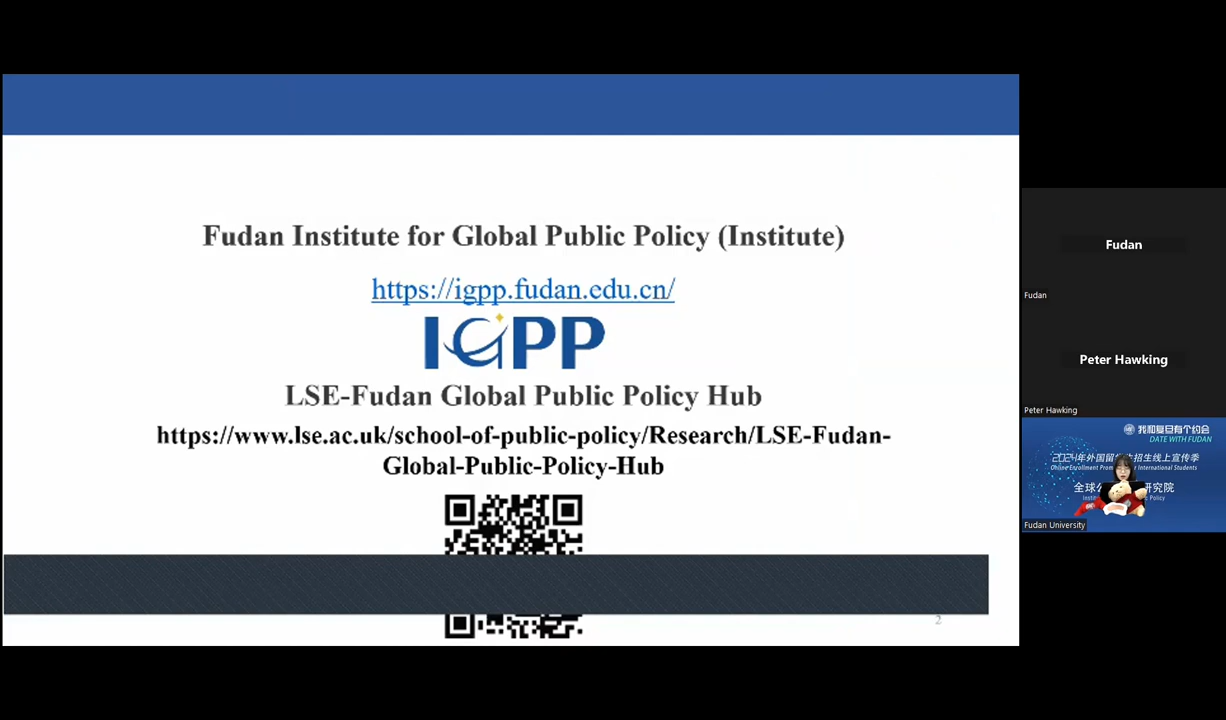 Fudan Institute for Global Public Policy (Institute)
https://igpp.fudan.edu.cn/
IGPP
LSE-Fudan Global Public Policy Hub
https://www.lse.ac.uk/school-of-public-policy/Research/LSE-Fudan-
Global-Public-Policy-Hub
2
Fudan
Fudan
Peter Hawking
Peter Hawking
我和复旦有个约会
DATE WITH FUDAN
2024年外国留 生招生线上宣传季
Online Enrollment International Students
全球公 研究院
Policy
Fudan University